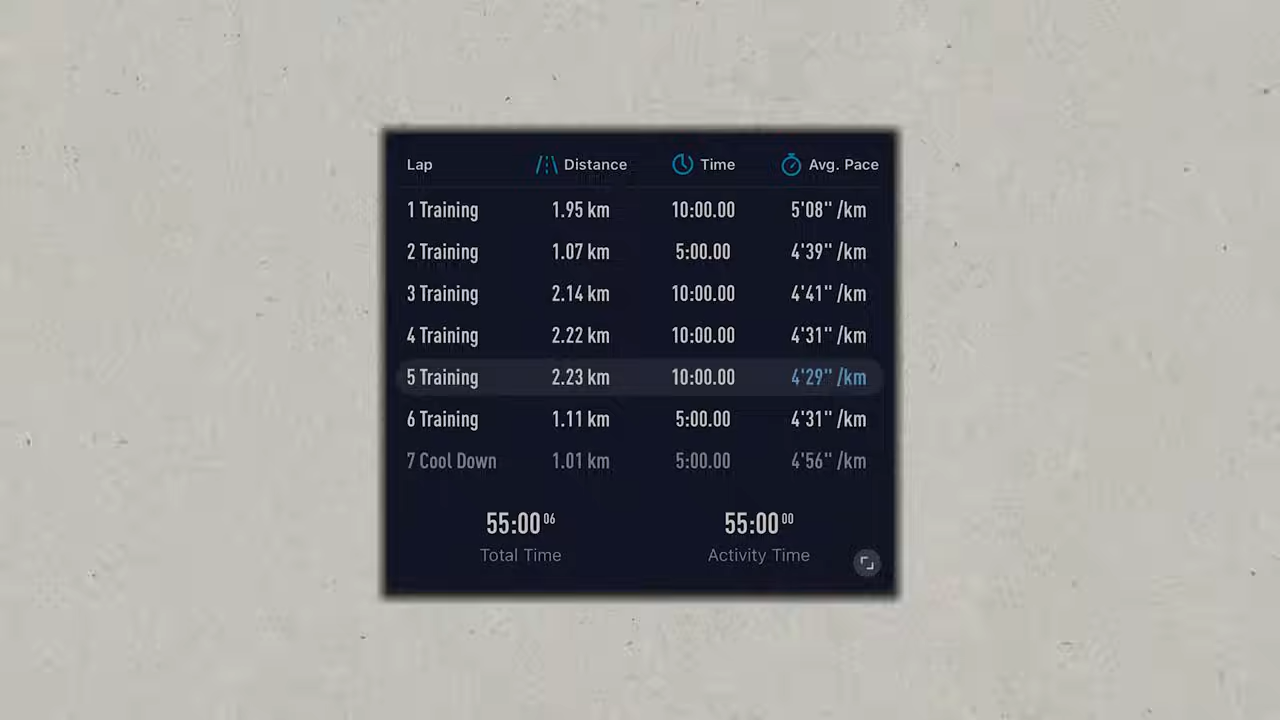 Lap Distance Time Avg. Pace
1 Training 1.95 km 10:00.00 5'08" /km
2 Training 1.07 km 5:00.00 4'39" /km
3 Training 2.14 km 10:00.00 4'41" /km
4 Training 2.22 km 10:00.00 4'31" /km
5 Training 2.23 km 10:00.00 4'29" /km
6 Training 1.11 km 5:00.00 4'31" /km
7 Cool Down 1.01 km 5:00.00 4'56" /km
55:00 06 55:00 00
Total Time Activity Time